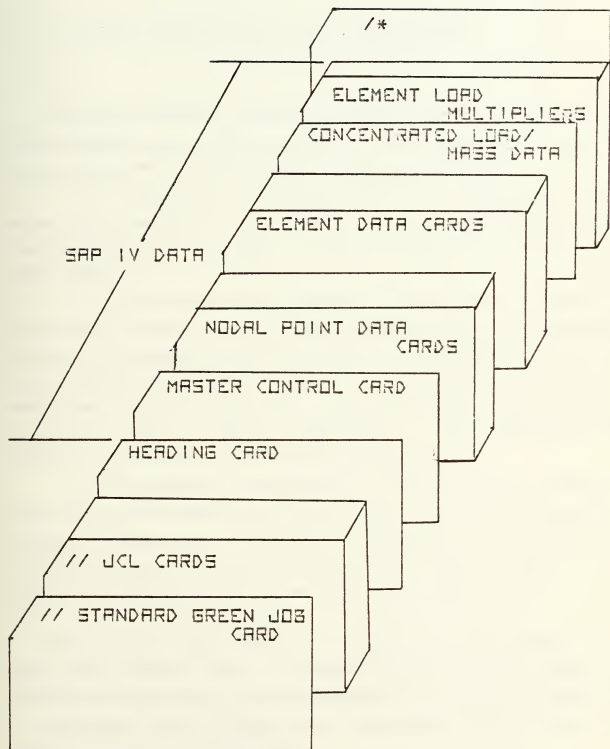 /*
ELEMENT LOAD
MULTIPLIERS
CONCENTRATED LOAD/
MASS DATA
ELEMENT DATA CARDS
SAP IV DATA
NODAL POINT DATA
CARDS
MASTER CONTROL CARD
HEADING CARD
// JCL CARDS
// STANDARD GREEN JOB
CARD